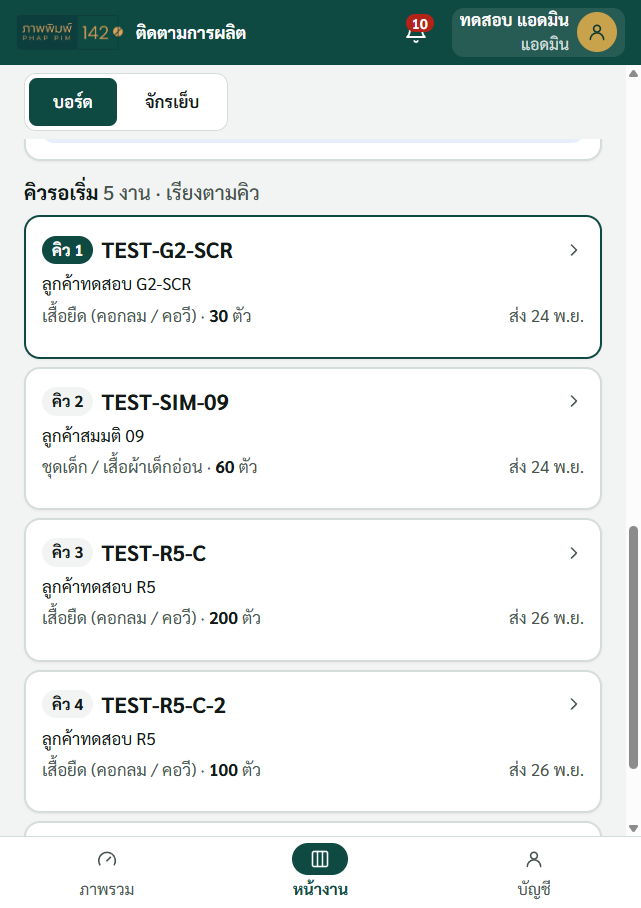 ภาพพิมพ์
PHAP PIM
142
ติดตามการผลิต
10
ทดสอบ แอดมิน
แอดมิน
บอร์ด
จักรเย็บ
คิวรอเริ่ม 5 งาน · เรียงตามคิว
คิว 1 TEST-G2-SCR
ลูกค้าทดสอบ G2-SCR
เสื้อยืด (คอกลม / คอวี) · 30 ตัว ส่ง 24 พ.ย.
คิว 2 TEST-SIM-09
ลูกค้าสมมติ 09
ชุดเด็ก / เสื้อผ้าเด็กอ่อน · 60 ตัว ส่ง 24 พ.ย.
คิว 3 TEST-R5-C
ลูกค้าทดสอบ R5
เสื้อยืด (คอกลม / คอวี) · 200 ตัว ส่ง 26 พ.ย.
คิว 4 TEST-R5-C-2
ลูกค้าทดสอบ R5
เสื้อยืด (คอกลม / คอวี) · 100 ตัว ส่ง 26 พ.ย.
ภาพรวม
หน้างาน
บัญชี